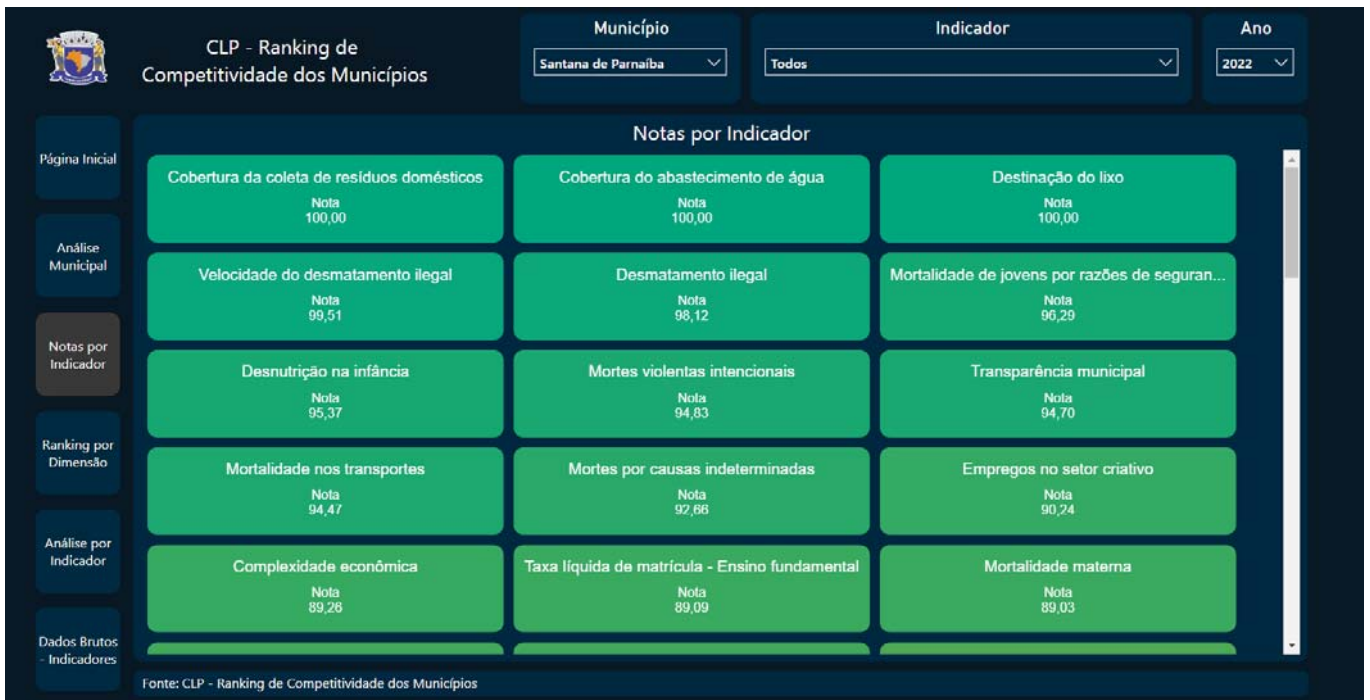 CLP - Ranking de
Competitividade dos Municípios
Município
Santana de Parnaíba
Indicador
Todos
Ano
2022
Página Inicial
Análise
Municipal
Notas por
Indicador
Ranking por
Dimensão
Análise por
Indicador
Dados Brutos
- Indicadores
Notas por Indicador
Cobertura da coleta de resíduos domésticos
Nota
100,00
Cobertura do abastecimento de água
Nota
100,00
Destinação do lixo
Nota
100,00
Velocidade do desmatamento ilegal
Nota
99,51
Desmatamento ilegal
Nota
98,12
Mortalidade de jovens por razões de seguran...
Nota
96,29
Desnutrição na infância
Nota
95,37
Mortes violentas intencionais
Nota
94,83
Transparência municipal
Nota
94,70
Mortalidade nos transportes
Nota
94,47
Mortes por causas indeterminadas
Nota
92,66
Empregos no setor criativo
Nota
90,24
Complexidade econômica
Nota
89,26
Taxa líquida de matrícula - Ensino fundamental
Nota
89,09
Mortalidade materna
Nota
89,03
Fonte: CLP - Ranking de Competitividade dos Municípios